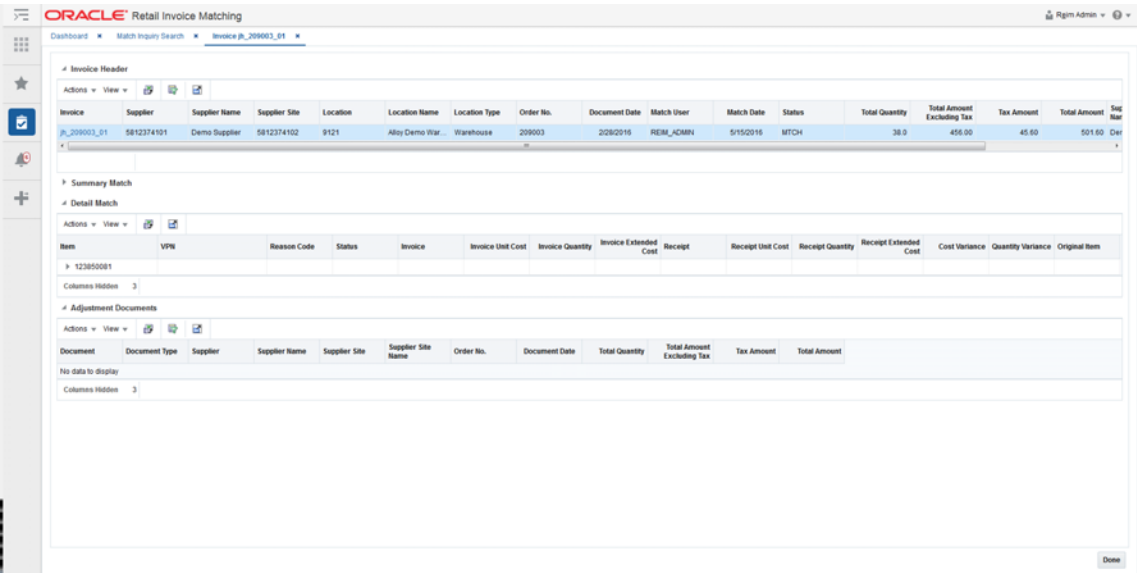 ORACLE® Retail Invoice Matching Rgim Admin
Dashboard × Match Inquiry Search × Invoice jh_209003_01 ×
Invoice Header
Actions View
Invoice Supplier Supplier Name Supplier Site Location Location Name Location Type Order No. Document Date Match User Match Date Status Total Quantity Total Amount Excluding Tax Tax Amount Total Amount Sup Nar
jh_209003_01 5812374101 Demo Supplier 5812374102 9121 Alloy Demo War... Warehouse 209003 2/28/2016 REIM_ADMIN 5/15/2016 MTCH 38.0 456.00 45.60 501.60 Der
Summary Match
Detail Match
Actions View
Item VPN Reason Code Status Invoice Invoice Unit Cost Invoice Quantity Invoice Extended Cost Receipt Receipt Unit Cost Receipt Quantity Receipt Extended Cost Cost Variance Quantity Variance Original Item
123850081
Columns Hidden 3
Adjustment Documents
Actions View
Document Document Type Supplier Supplier Name Supplier Site Supplier Site Name Order No. Document Date Total Quantity Total Amount Excluding Tax Tax Amount Total Amount
No data to display
Columns Hidden 3
Done